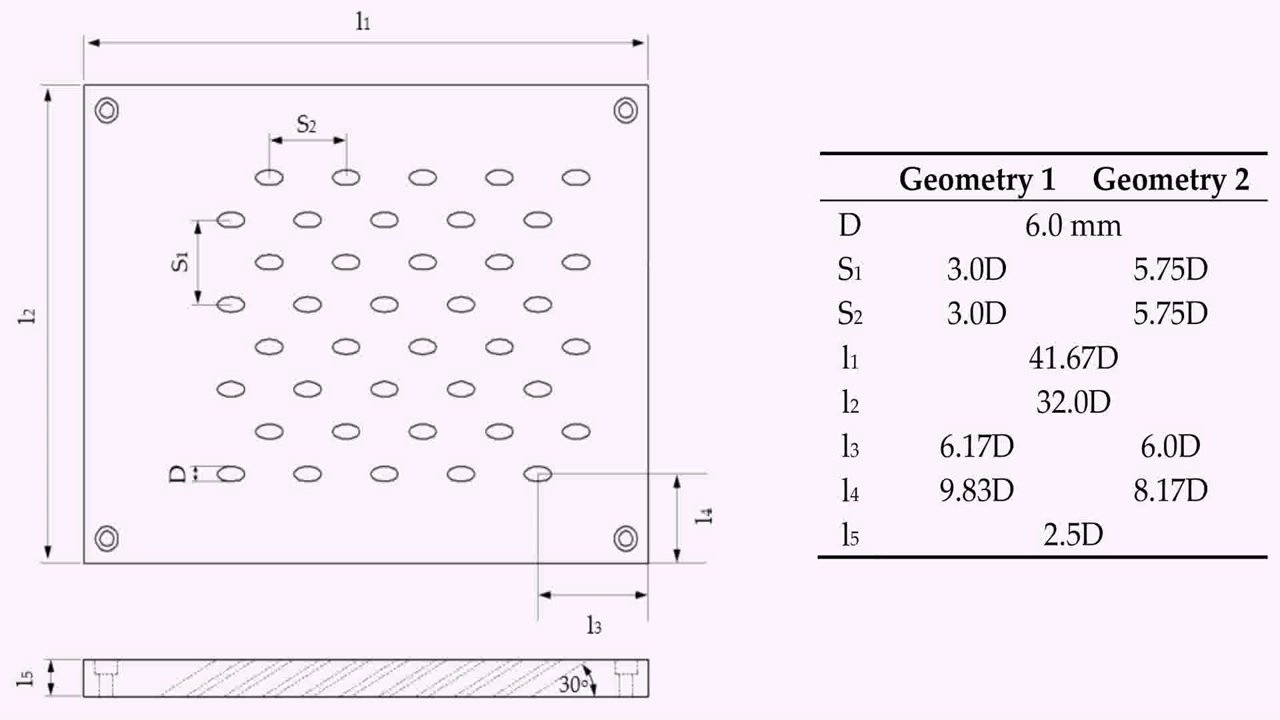 l1
S2
S1
l2
D
l4
l3
l5
30°
Geometry 1 Geometry 2
D 6.0 mm
S1 3.0D 5.75D
S2 3.0D 5.75D
l1 41.67D
l2 32.0D
l3 6.17D 6.0D
l4 9.83D 8.17D
l5 2.5D